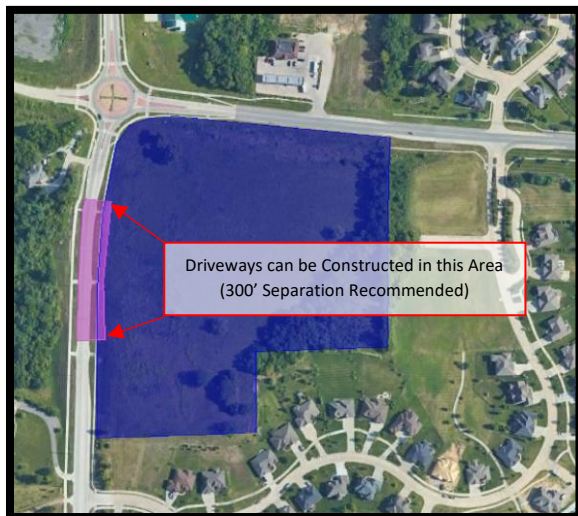 Driveways can be Constructed in this Area
(300' Separation Recommended)